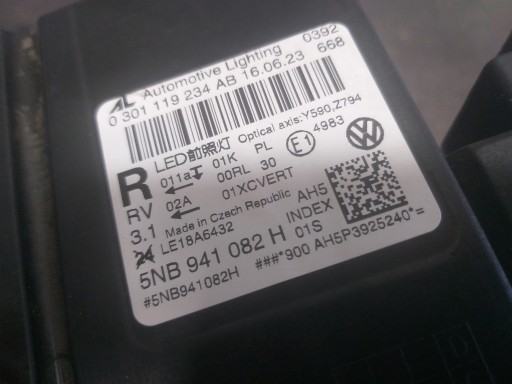 AL Automotive Lighting 0392
0 301 119 234 AB 16.06.23 668
LED前照灯 Optical axis:Y590,Z794
R 011a 01K PL E1 4983
00RL 30
RV 02A 01XCVERT
3.1 Made in Czech Republic AH5
24 LE18A6432 INDEX
5NB 941 082 H 01S
#5NB941082H ###*900 AH5P3925240*=